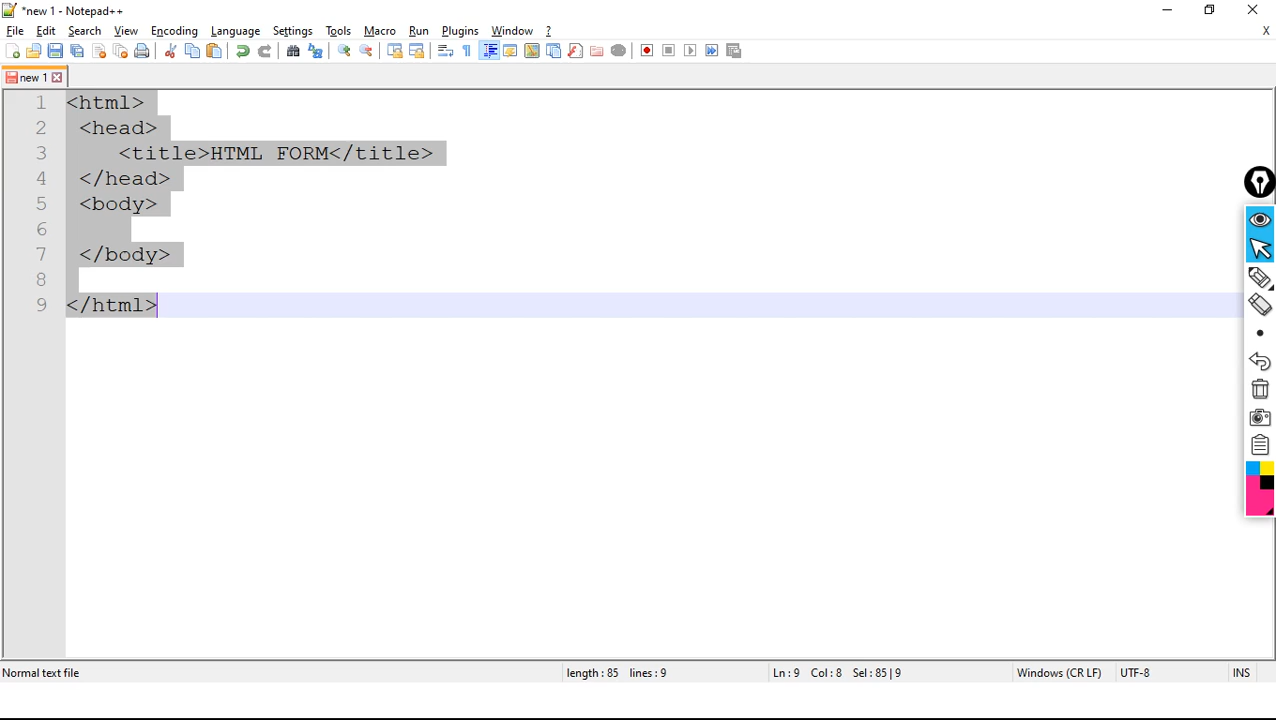 *new 1 - Notepad++
File Edit Search View Encoding Language Settings Tools Macro Run Plugins Window ? X
new 1
1 <html>
2 <head>
3 <title>HTML FORM</title>
4 </head>
5 <body>
6
7 </body>
8
9 </html>
Normal text file length : 85 lines : 9 Ln : 9 Col : 8 Sel : 85 | 9 Windows (CR LF) UTF-8 INS